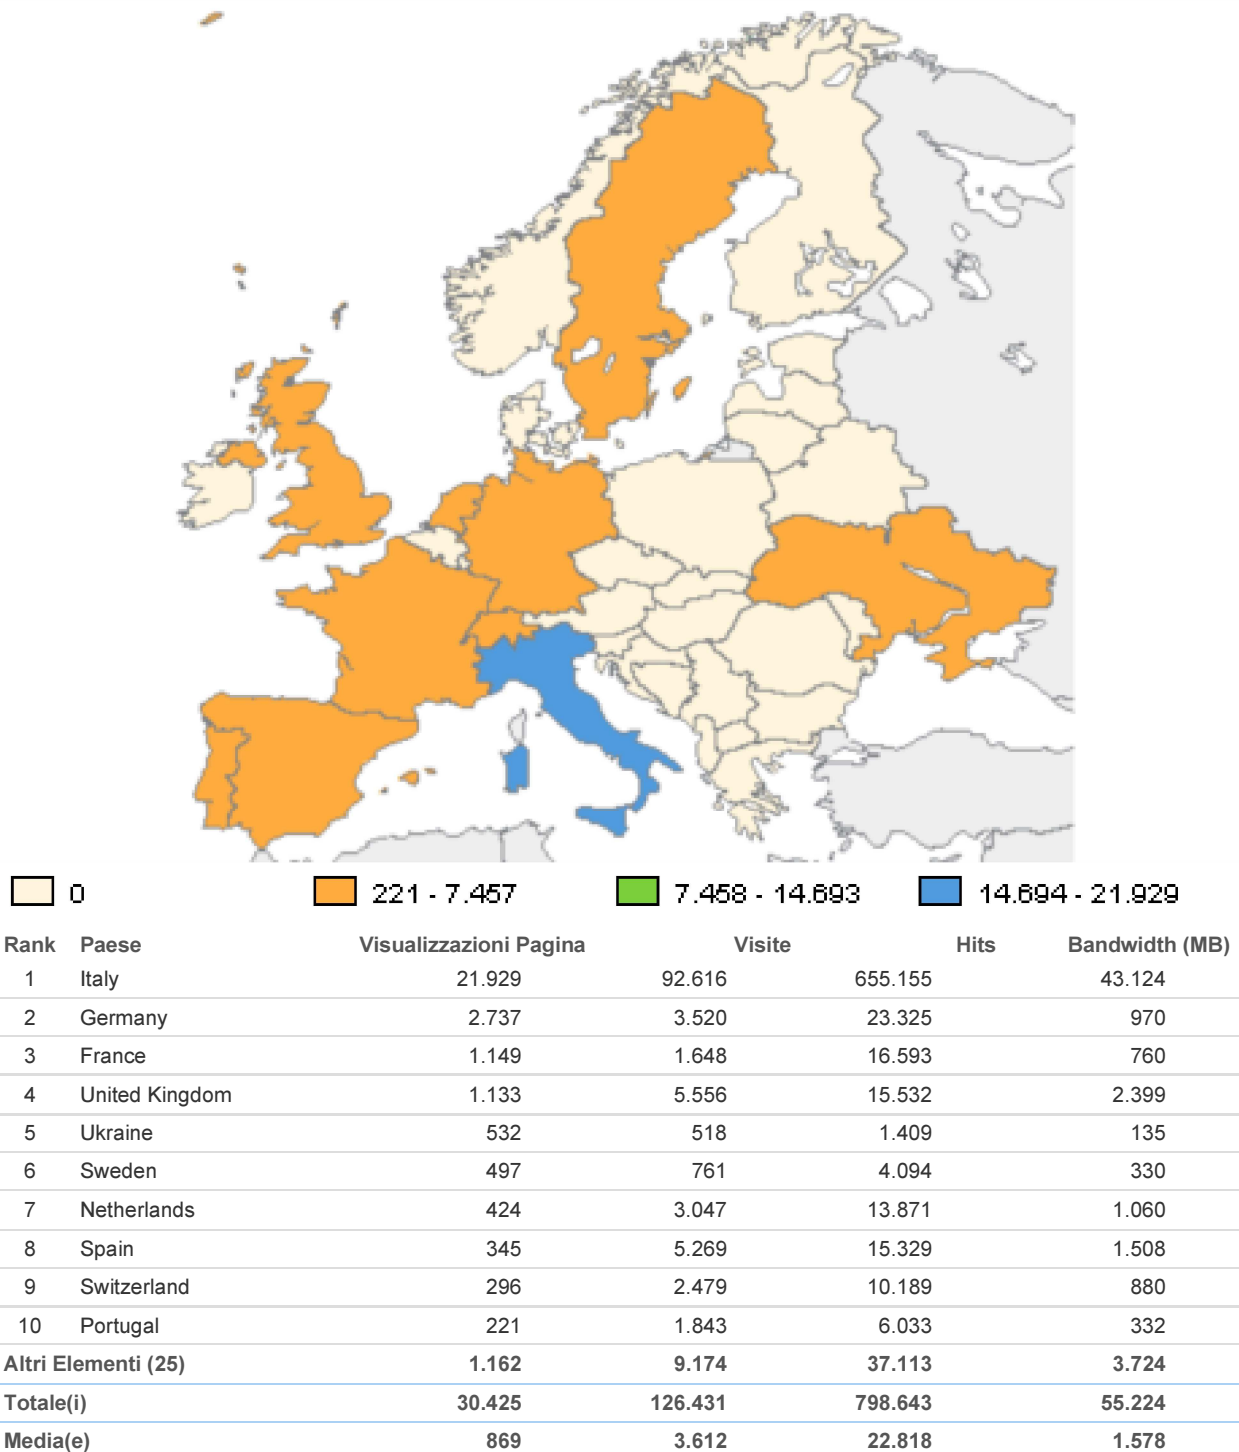 0 221 - 7.457 7.458 - 14.693 14.694 - 21.929
Rank Paese Visualizzazioni Pagina Visite Hits Bandwidth (MB)
1 Italy 21.929 92.616 655.155 43.124
2 Germany 2.737 3.520 23.325 970
3 France 1.149 1.648 16.593 760
4 United Kingdom 1.133 5.556 15.532 2.399
5 Ukraine 532 518 1.409 135
6 Sweden 497 761 4.094 330
7 Netherlands 424 3.047 13.871 1.060
8 Spain 345 5.269 15.329 1.508
9 Switzerland 296 2.479 10.189 880
10 Portugal 221 1.843 6.033 332
Altri Elementi (25) 1.162 9.174 37.113 3.724
Totale(i) 30.425 126.431 798.643 55.224
Media(e) 869 3.612 22.818 1.578